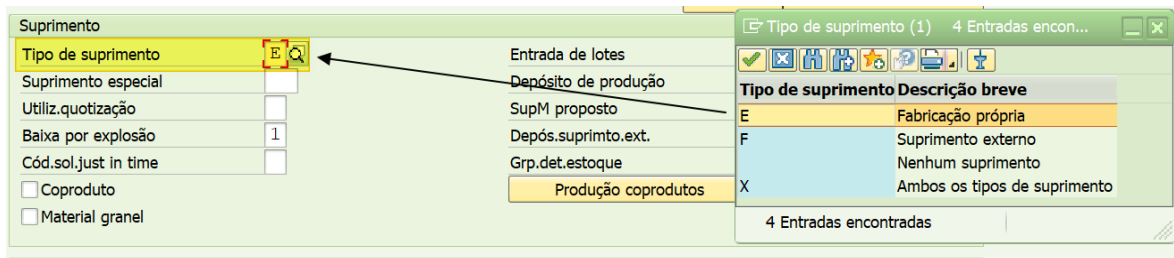 Suprimento
Tipo de suprimento E
Suprimento especial
Utiliz.quotização
Baixa por explosão 1
Cód.sol.just in time
Coproduto
Material granel
Entrada de lotes
Depósito de produção
SupM proposto
Depós.suprimto.ext.
Grp.det.estoque
Produção coprodutos
Tipo de suprimento (1) 4 Entradas encon...
Tipo de suprimento Descrição breve
E Fabricação própria
F Suprimento externo
Nenhum suprimento
X Ambos os tipos de suprimento
4 Entradas encontradas